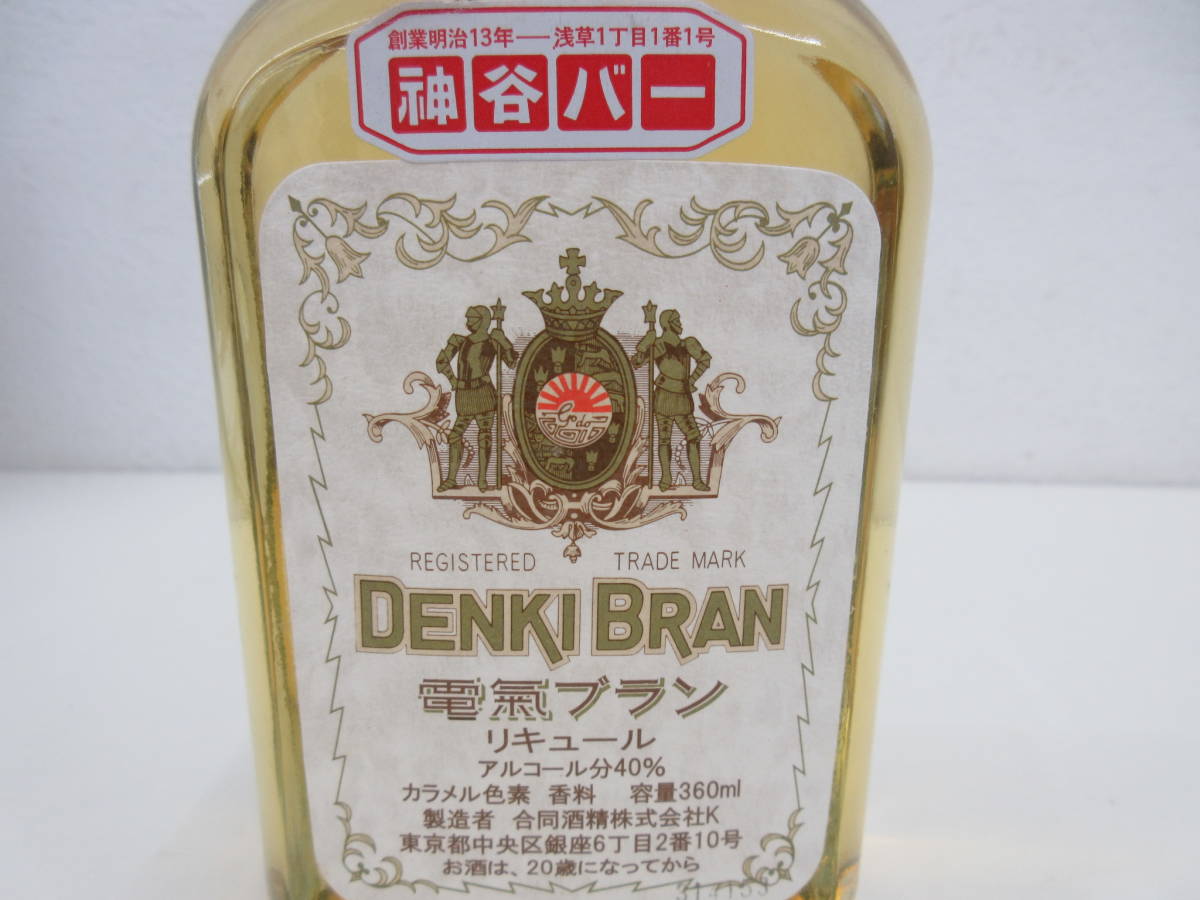 創業明治13年―浅草1丁目1番1号
神谷バー
Godo
REGISTERED TRADE MARK
DENKI BRAN
電氣ブラン
リキュール
アルコール分40%
カラメル色素 香料 容量360ml
製造者 合同酒精株式会社K
東京都中央区銀座6丁目2番10号
お酒は、20歳になってから